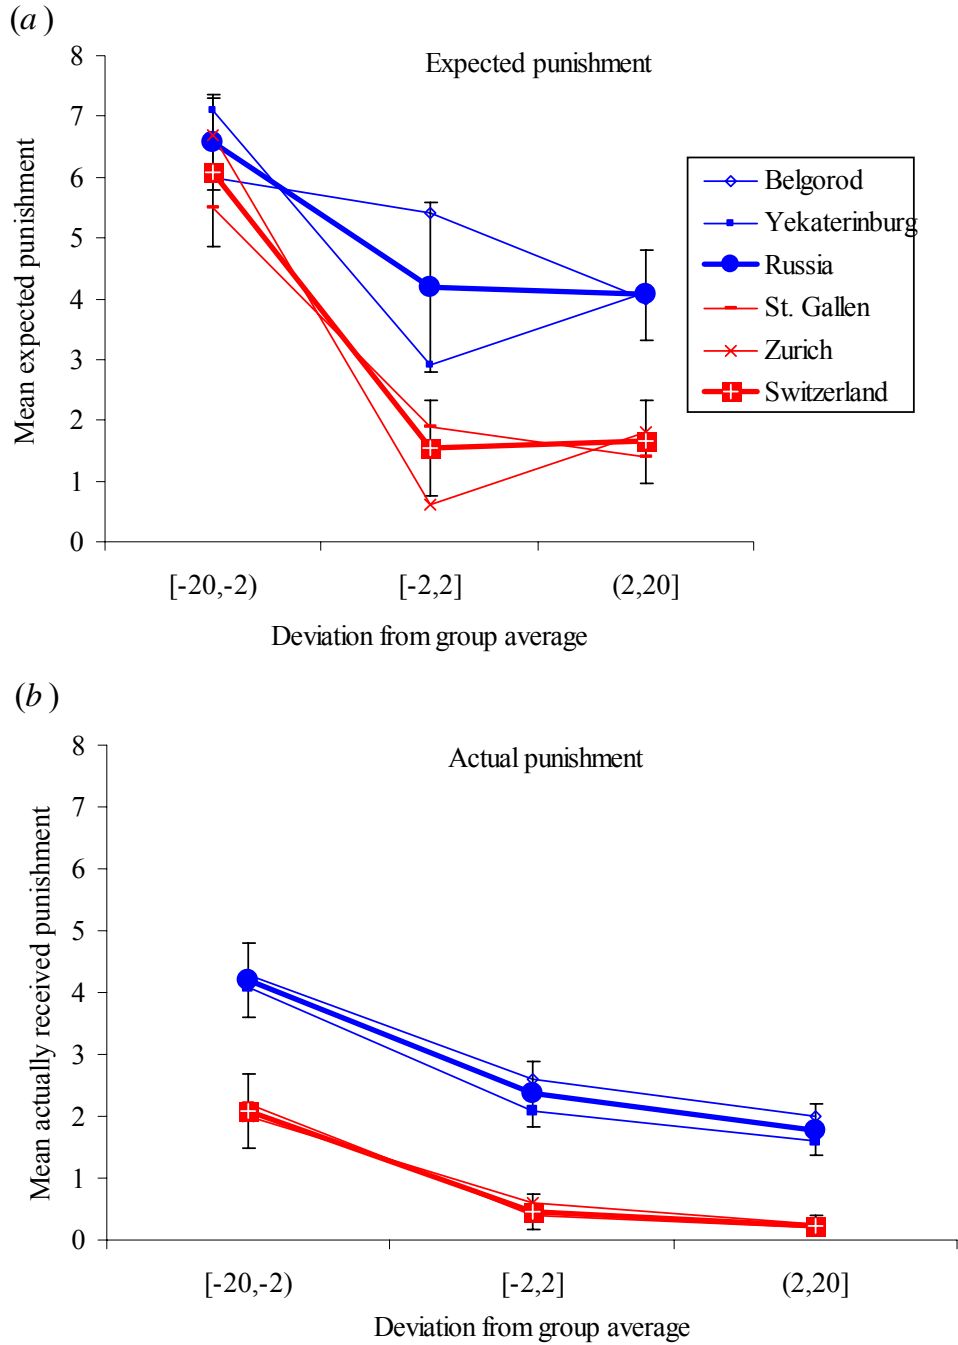 (a)
Expected punishment
Mean expected punishment
8
7
6
5
4
3
2
1
0
[-20,-2)
[-2,2]
(2,20]
Deviation from group average
Belgorod
Yekaterinburg
Russia
St. Gallen
Zurich
Switzerland
(b)
Actual punishment
Mean actually received punishment
8
7
6
5
4
3
2
1
0
[-20,-2)
[-2,2]
(2,20]
Deviation from group average